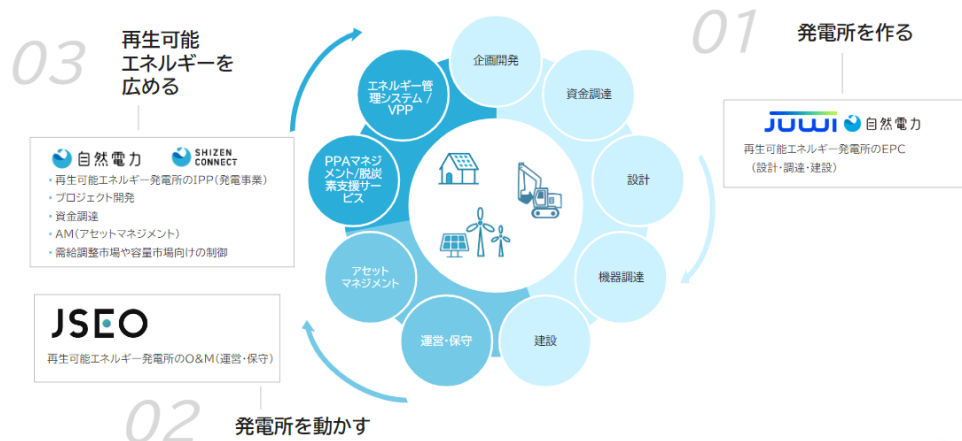 01
発電所を作る
juwi 自然電力
再生可能エネルギー発電所のEPC
(設計・調達・建設)
02
発電所を動かす
JSEO
再生可能エネルギー発電所のO&M(運営・保守)
03
再生可能
エネルギーを
広める
自然電力 SHIZEN
CONNECT
・再生可能エネルギー発電所のIPP(発電事業)
・プロジェクト開発
・資金調達
・AM(アセットマネジメント)
・需給調整市場や容量市場向けの制御
企画開発
資金調達
設計
機器調達
建設
運営・保守
アセット
マネジメント
PPAマネジ
メント/脱炭
素支援サー
ビス
エネルギー管
理システム /
VPP